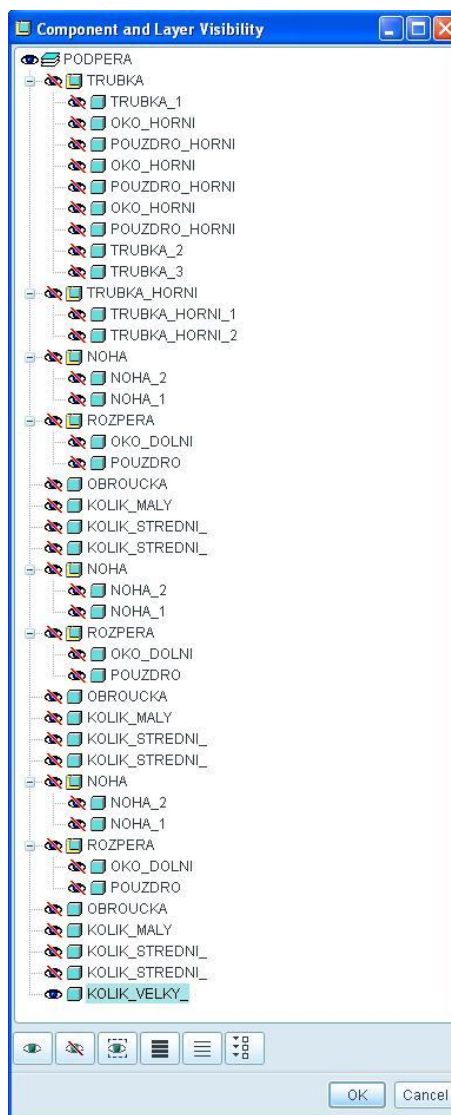 Component and Layer Visibility
PODPERA
TRUBKA
TRUBKA_1
OKO_HORNI
POUZDRO_HORNI
OKO_HORNI
POUZDRO_HORNI
OKO_HORNI
POUZDRO_HORNI
TRUBKA_2
TRUBKA_3
TRUBKA_HORNI
TRUBKA_HORNI_1
TRUBKA_HORNI_2
NOHA
NOHA_2
NOHA_1
ROZPERA
OKO_DOLNI
POUZDRO
OBROUCKA
KOLIK_MALY
KOLIK_STREDNI_
KOLIK_STREDNI_
NOHA
NOHA_2
NOHA_1
ROZPERA
OKO_DOLNI
POUZDRO
OBROUCKA
KOLIK_MALY
KOLIK_STREDNI_
KOLIK_STREDNI_
NOHA
NOHA_2
NOHA_1
ROZPERA
OKO_DOLNI
POUZDRO
OBROUCKA
KOLIK_MALY
KOLIK_STREDNI_
KOLIK_STREDNI_
KOLIK_VELKY_
OK Cancel